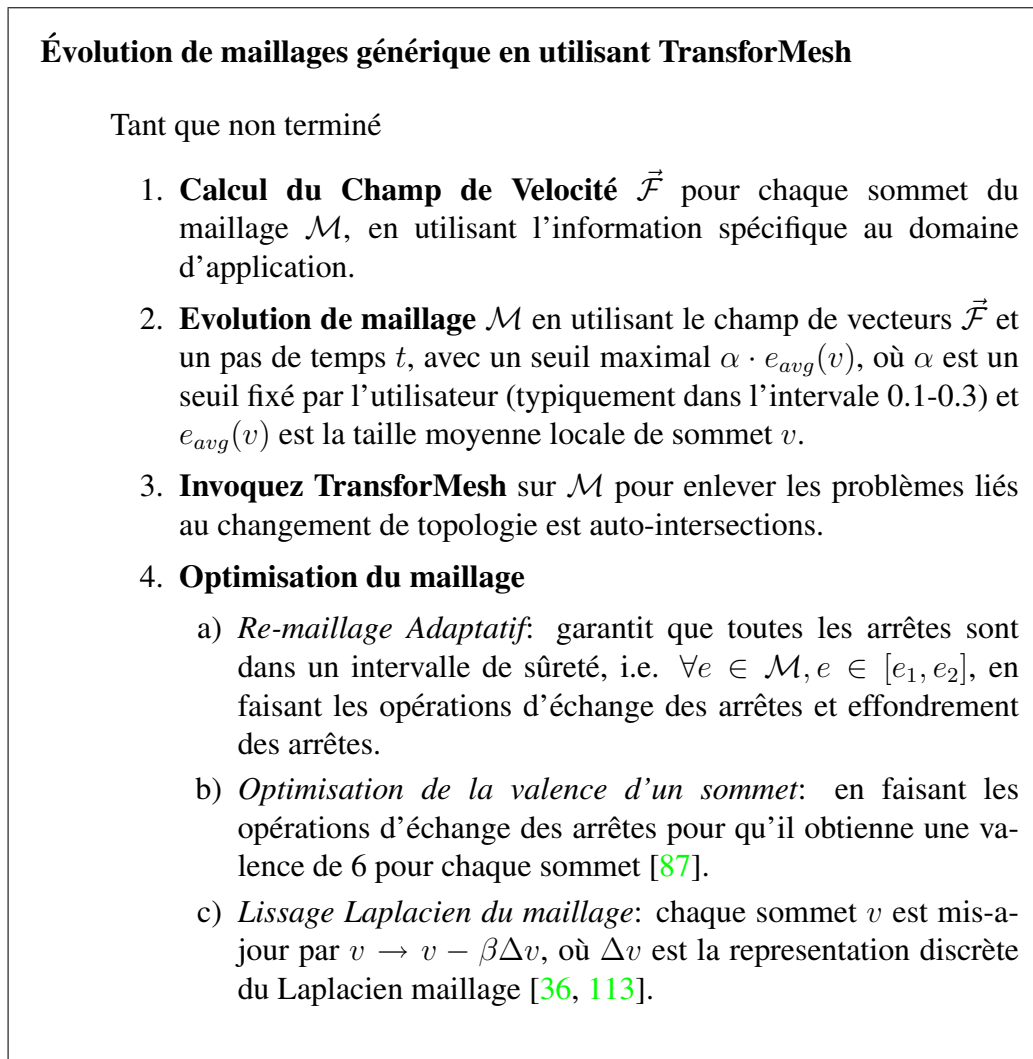 Évolution de maillages générique en utilisant TransforMesh
Tant que non terminé
1. Calcul du Champ de Velocité $\vec{\mathcal{F}}$ pour chaque sommet du
maillage $\mathcal{M}$, en utilisant l'information spécifique au domaine
d'application.
2. Evolution de maillage $\mathcal{M}$ en utilisant le champ de vecteurs $\vec{\mathcal{F}}$ et
un pas de temps $t$, avec un seuil maximal $\alpha \cdot e_{avg}(v)$, où $\alpha$ est un
seuil fixé par l'utilisateur (typiquement dans l'intervale 0.1-0.3) et
$e_{avg}(v)$ est la taille moyenne locale de sommet $v$.
3. Invoquez TransforMesh sur $\mathcal{M}$ pour enlever les problèmes liés
au changement de topologie est auto-intersections.
4. Optimisation du maillage
a) Re-maillage Adaptatif: garantit que toutes les arrêtes sont
dans un intervalle de sûreté, i.e. $\forall e \in \mathcal{M}, e \in [e_1, e_2]$, en
faisant les opérations d'échange des arrêtes et effondrement
des arrêtes.
b) Optimisation de la valence d'un sommet: en faisant les
opérations d'échange des arrêtes pour qu'il obtienne une va-
lence de 6 pour chaque sommet [87].
c) Lissage Laplacien du maillage: chaque sommet $v$ est mis-a-
jour par $v \rightarrow v - \beta \Delta v$, où $\Delta v$ est la representation discrète
du Laplacien maillage [36, 113].